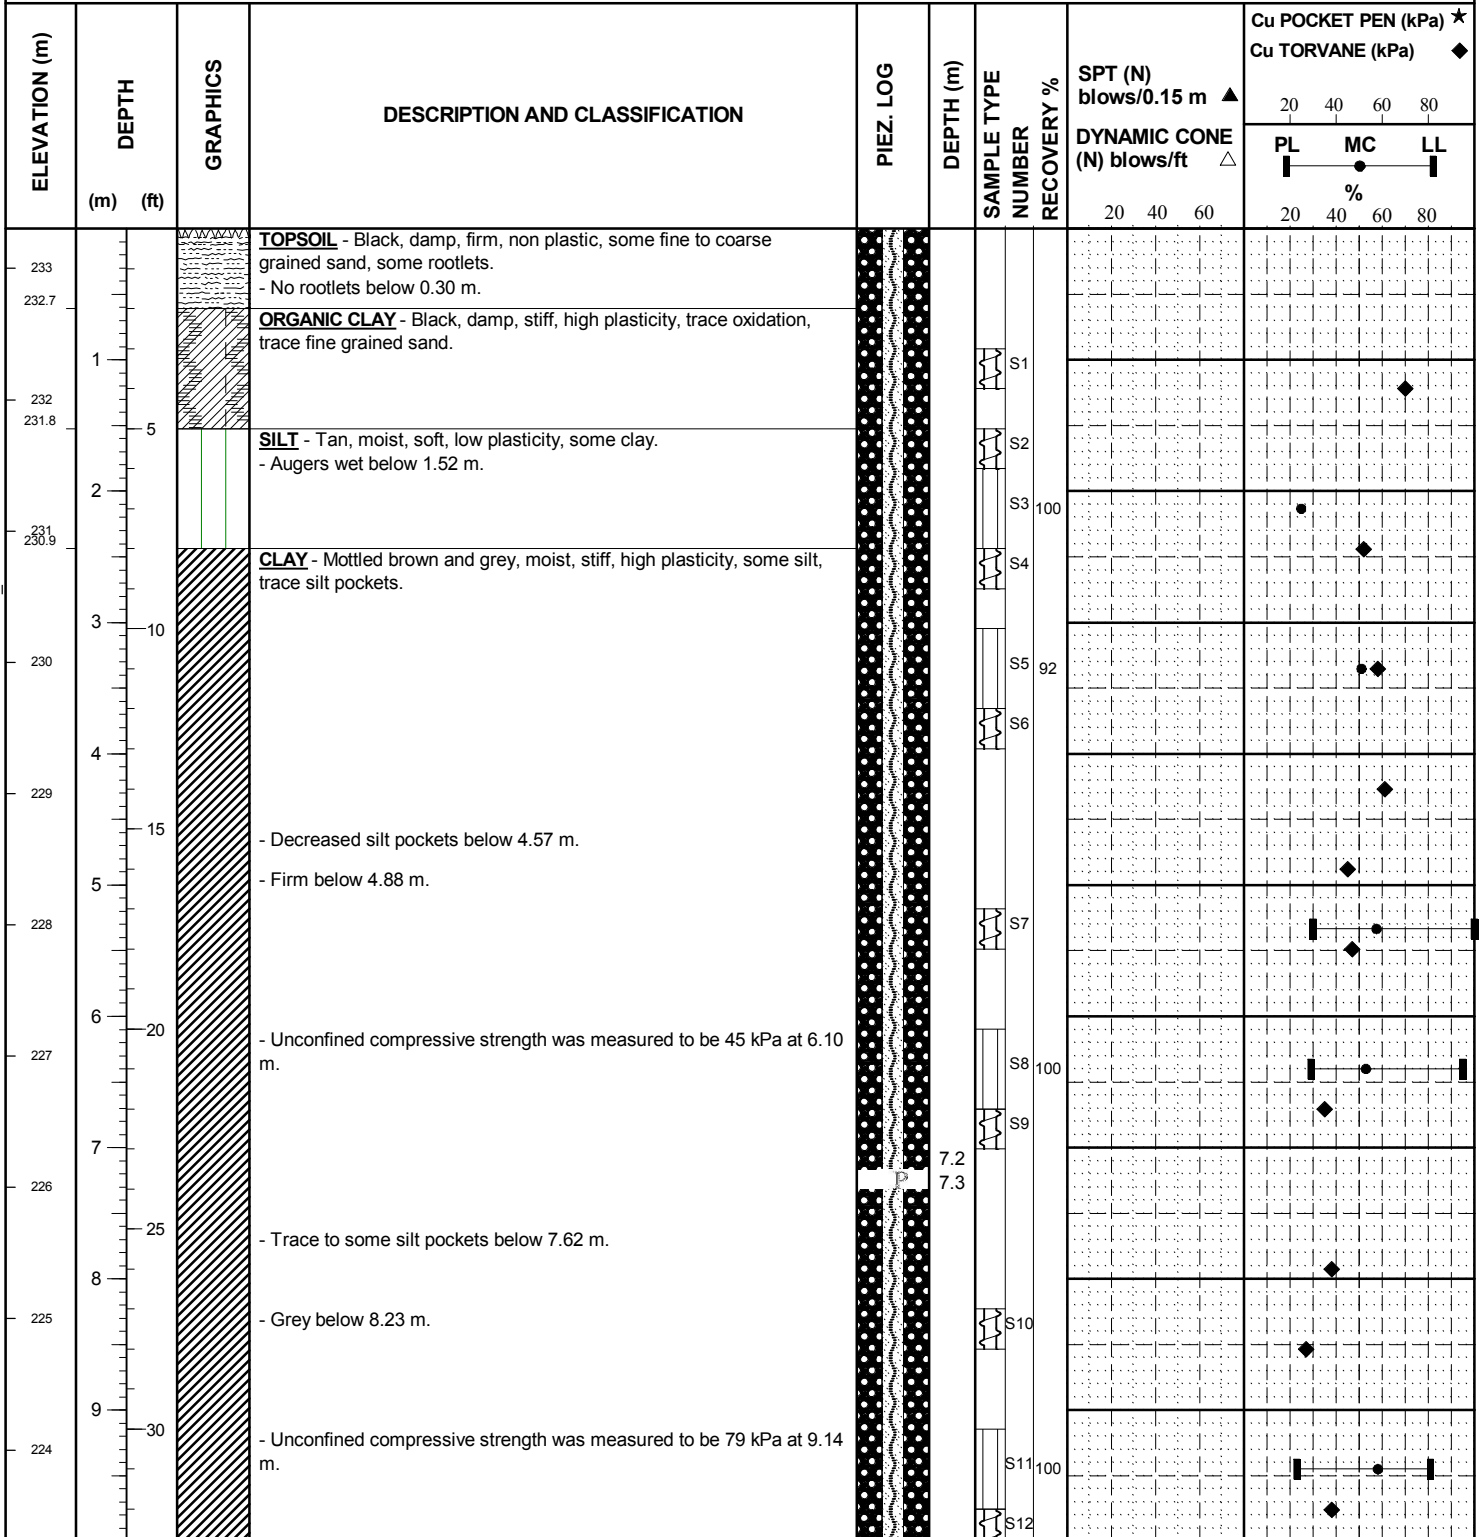 ELEVATION (m)
DEPTH
(m) (ft)
GRAPHICS
DESCRIPTION AND CLASSIFICATION
PIEZ. LOG
DEPTH (m)
SAMPLE TYPE
NUMBER
RECOVERY %
SPT (N)
blows/0.15 m ▲
DYNAMIC CONE
(N) blows/ft △
20 40 60
Cu POCKET PEN (kPa) ★
Cu TORVANE (kPa) ◆
20 40 60 80
PL MC LL
%
20 40 60 80
TOPSOIL - Black, damp, firm, non plastic, some fine to coarse
grained sand, some rootlets.
233
- No rootlets below 0.30 m.
232.7
ORGANIC CLAY - Black, damp, stiff, high plasticity, trace oxidation,
trace fine grained sand.
1 S1
232
231.8
5
SILT - Tan, moist, soft, low plasticity, some clay. S2
- Augers wet below 1.52 m.
2
S3 100
231
230.9
CLAY - Mottled brown and grey, moist, stiff, high plasticity, some silt, S4
trace silt pockets.
3
10
230 S5 92
S6
4
229
15
- Decreased silt pockets below 4.57 m.
- Firm below 4.88 m.
5
228 S7
6
20
- Unconfined compressive strength was measured to be 45 kPa at 6.10
m.
227 S8 100
S9
7
7.2
226 P 7.3
25
- Trace to some silt pockets below 7.62 m.
8
225 - Grey below 8.23 m. S10
9
30
- Unconfined compressive strength was measured to be 79 kPa at 9.14
m.
224 S11 100
S12